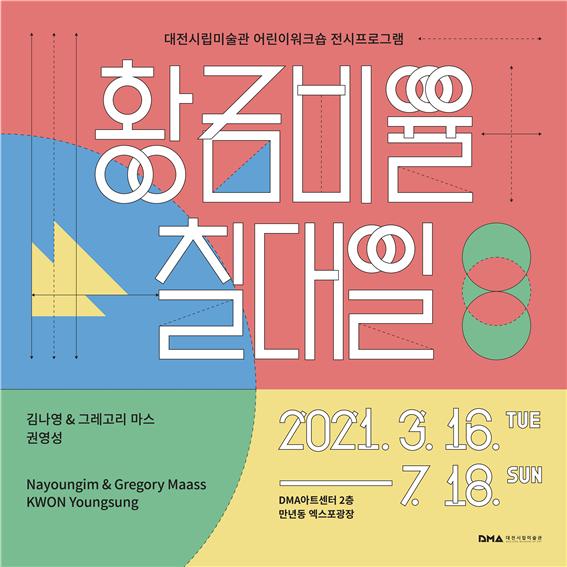 대전시립미술관 어린이워크숍 전시프로그램
황금비율
칠대일
김나영 & 그레고리 마스
권영성
Nayoungim & Gregory Maass
KWON Youngsung
2021. 3. 16. TUE
7. 18. SUN
DMA아트센터 2층
만년동 엑스포광장
DMA 대전시립미술관